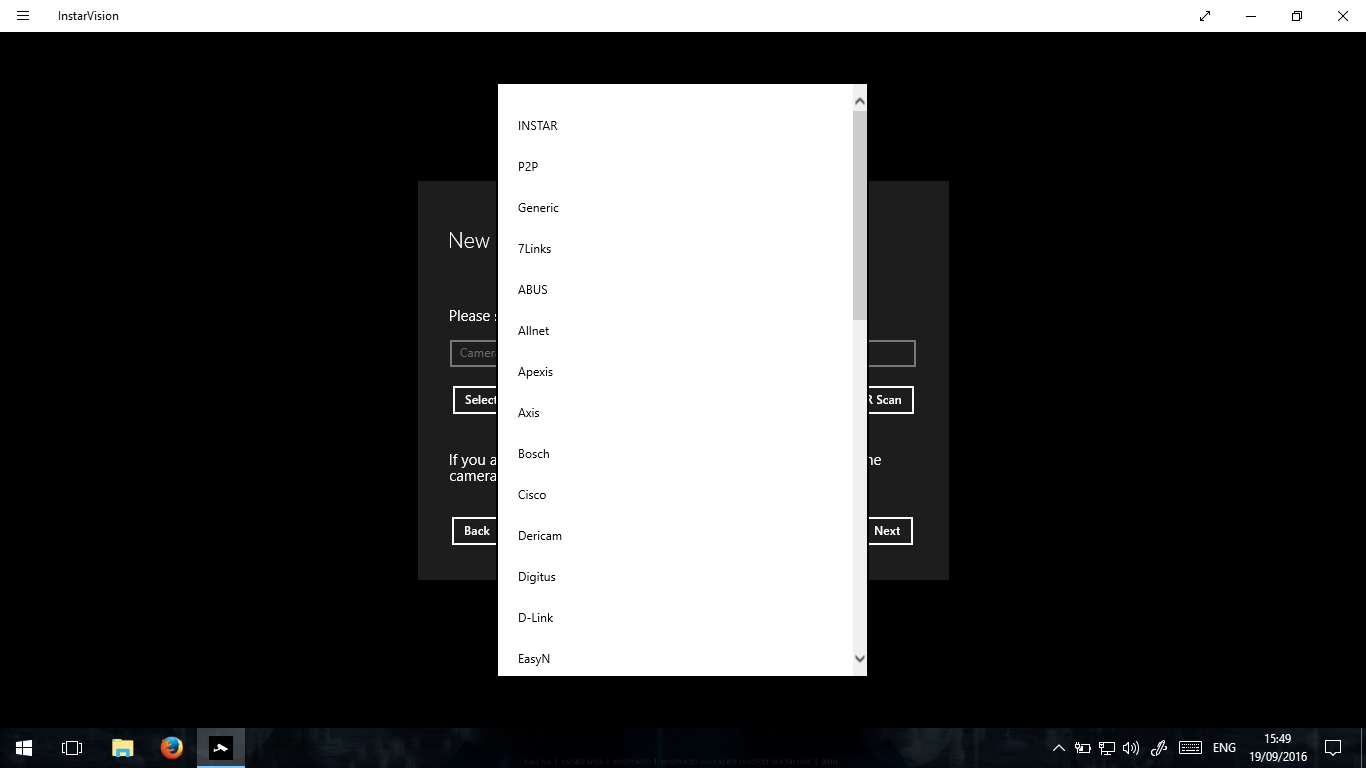 InstarVision
INSTAR
P2P
Generic
7Links
ABUS
Allnet
Apexis
Axis
Bosch
Cisco
Dericam
Digitus
D-Link
EasyN
New
Please
Camera
Select
R Scan
If you a
he
camera
Back
Next
ENG
15:49
19/09/2016